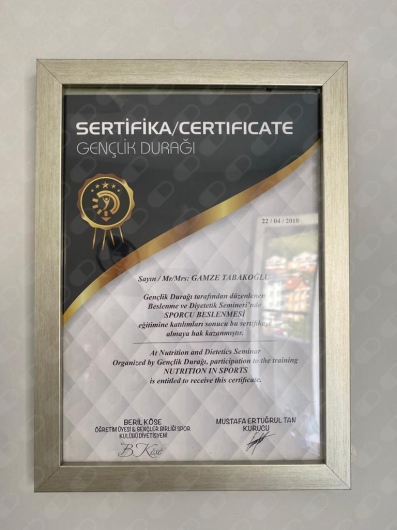 SERTİFİKA/CERTIFICATE
GENÇLİK DURAĞI
22 / 04 / 2018
Sayın / Mr/Mrs: GAMZE TABAKOĞLU
Gençlik Durağı tarafından düzenlenen
Beslenme ve Diyetetik Semineri'nde
SPORCU BESLENMESİ
eğitimine katılımları sonucu bu sertifikayı
almaya hak kazanmıştır.
At Nutrition and Dietetics Seminar
Organized by Gençlik Durağı, participation to the training
NUTRITION IN SPORTS
is entitled to receive this certificate.
BERİL KÖSE
ÖĞRETİM ÜYESİ & GENÇLER BİRLİĞİ SPOR
KULÜBÜ DİYETİSYENİ
B.Köse
MUSTAFA ERTUĞRUL TAN
KURUCU